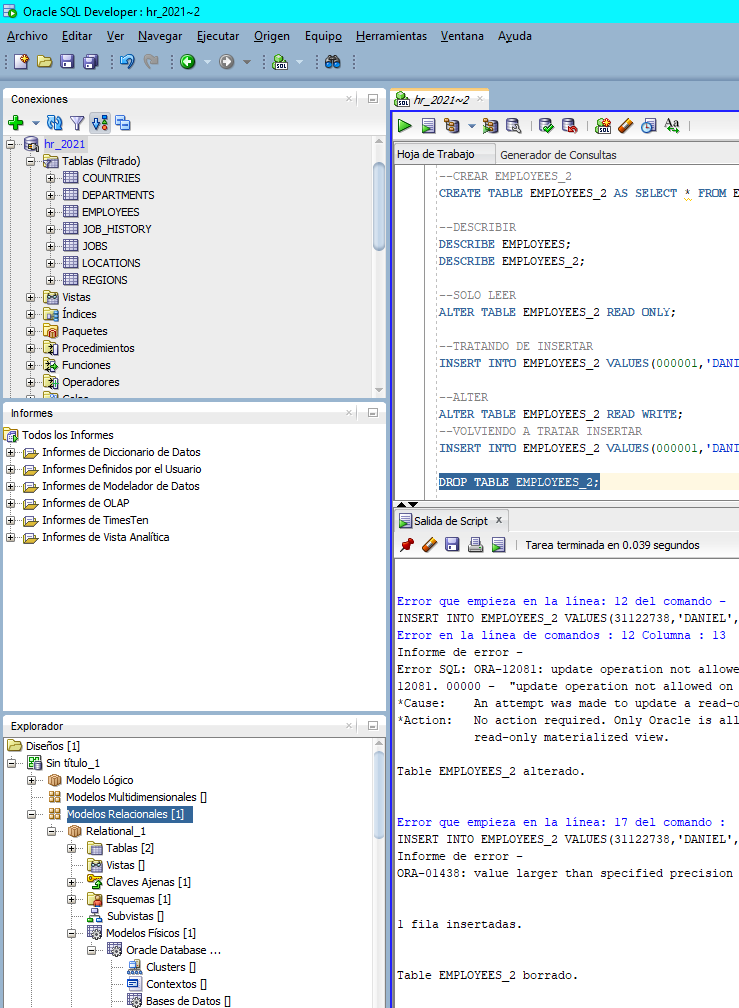 Oracle SQL Developer : hr_2021~2
Archivo Editar Ver Navegar Ejecutar Origen Equipo Herramientas Ventana Ayuda
Conexiones
hr_2021
Tablas (Filtrado)
COUNTRIES
DEPARTMENTS
EMPLOYEES
JOB_HISTORY
JOBS
LOCATIONS
REGIONS
Vistas
Índices
Paquetes
Procedimientos
Funciones
Operadores
Informes
Todos los Informes
Informes de Diccionario de Datos
Informes Definidos por el Usuario
Informes de Modelador de Datos
Informes de OLAP
Informes de TimesTen
Informes de Vista Analítica
Explorador
Diseños [1]
Sin título_1
Modelo Lógico
Modelos Multidimensionales []
Modelos Relacionales [1]
Relational_1
Tablas [2]
Vistas []
Claves Ajenas [1]
Esquemas [1]
Subvistas []
Modelos Físicos [1]
Oracle Database ...
Clusters []
Contextos []
Bases de Datos []
hr_2021~2
Hoja de Trabajo Generador de Consultas
--CREAR EMPLOYEES_2
CREATE TABLE EMPLOYEES_2 AS SELECT * FROM E
--DESCRIBIR
DESCRIBE EMPLOYEES;
DESCRIBE EMPLOYEES_2;
--SOLO LEER
ALTER TABLE EMPLOYEES_2 READ ONLY;
--TRATANDO DE INSERTAR
INSERT INTO EMPLOYEES_2 VALUES(000001,'DANI
--ALTER
ALTER TABLE EMPLOYEES_2 READ WRITE;
--VOLVIENDO A TRATAR INSERTAR
INSERT INTO EMPLOYEES_2 VALUES(000001,'DANI
DROP TABLE EMPLOYEES_2;
Salida de Script
Tarea terminada en 0.039 segundos
Error que empieza en la línea: 12 del comando -
INSERT INTO EMPLOYEES_2 VALUES(31122738,'DANIEL',
Error en la línea de comandos : 12 Columna : 13
Informe de error -
Error SQL: ORA-12081: update operation not allowe
12081. 00000 - "update operation not allowed on
*Cause: An attempt was made to update a read-o
*Action: No action required. Only Oracle is all
read-only materialized view.
Table EMPLOYEES_2 alterado.
Error que empieza en la línea: 17 del comando :
INSERT INTO EMPLOYEES_2 VALUES(31122738,'DANIEL',
Informe de error -
ORA-01438: value larger than specified precision
1 fila insertadas.
Table EMPLOYEES_2 borrado.